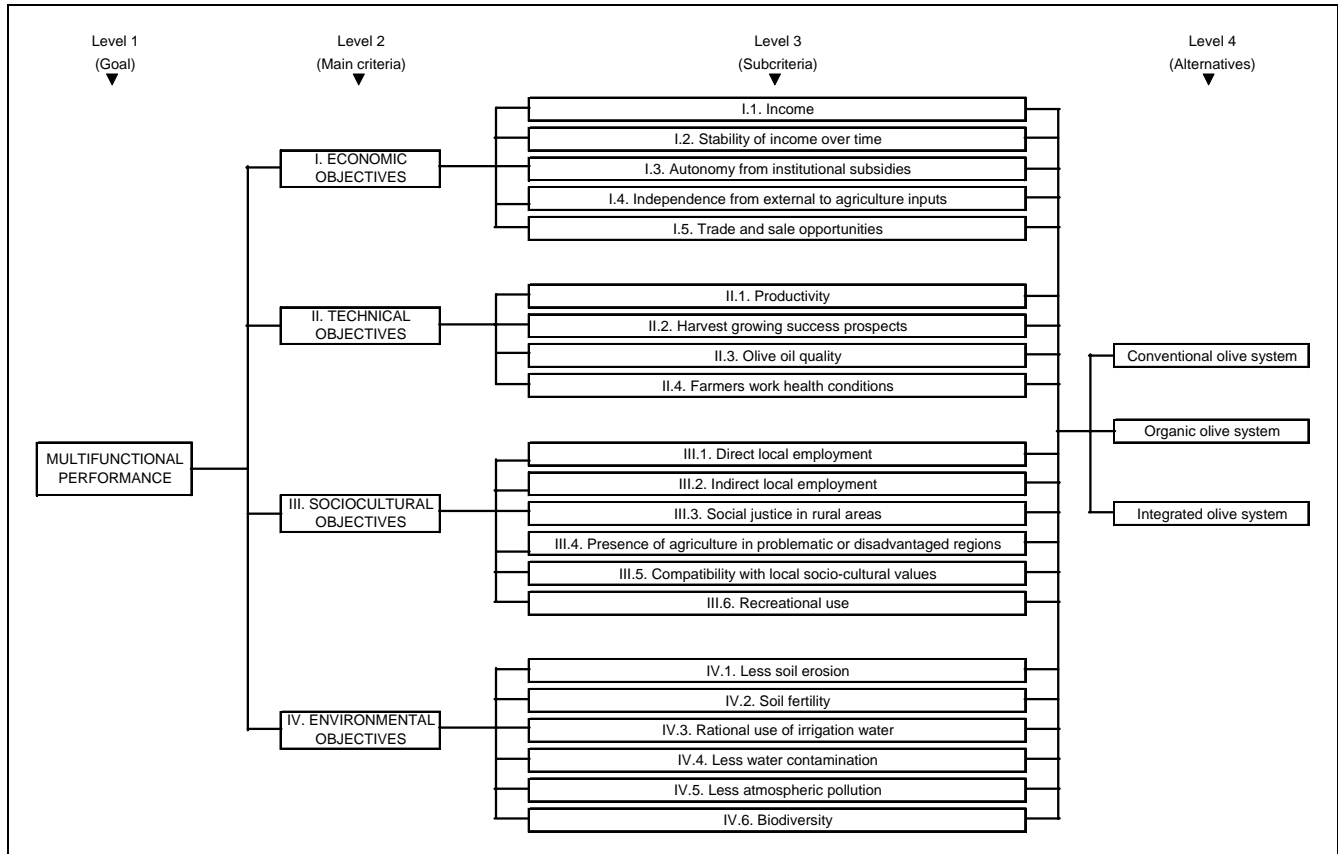 Level 1
(Goal)
Level 2
(Main criteria)
Level 3
(Subcriteria)
Level 4
(Alternatives)
MULTIFUNCTIONAL
PERFORMANCE
I. ECONOMIC
OBJECTIVES
I.1. Income
I.2. Stability of income over time
I.3. Autonomy from institutional subsidies
I.4. Independence from external to agriculture inputs
I.5. Trade and sale opportunities
II. TECHNICAL
OBJECTIVES
II.1. Productivity
II.2. Harvest growing success prospects
II.3. Olive oil quality
II.4. Farmers work health conditions
III. SOCIOCULTURAL
OBJECTIVES
III.1. Direct local employment
III.2. Indirect local employment
III.3. Social justice in rural areas
III.4. Presence of agriculture in problematic or disadvantaged regions
III.5. Compatibility with local socio-cultural values
III.6. Recreational use
IV. ENVIRONMENTAL
OBJECTIVES
IV.1. Less soil erosion
IV.2. Soil fertility
IV.3. Rational use of irrigation water
IV.4. Less water contamination
IV.5. Less atmospheric pollution
IV.6. Biodiversity
Conventional olive system
Organic olive system
Integrated olive system